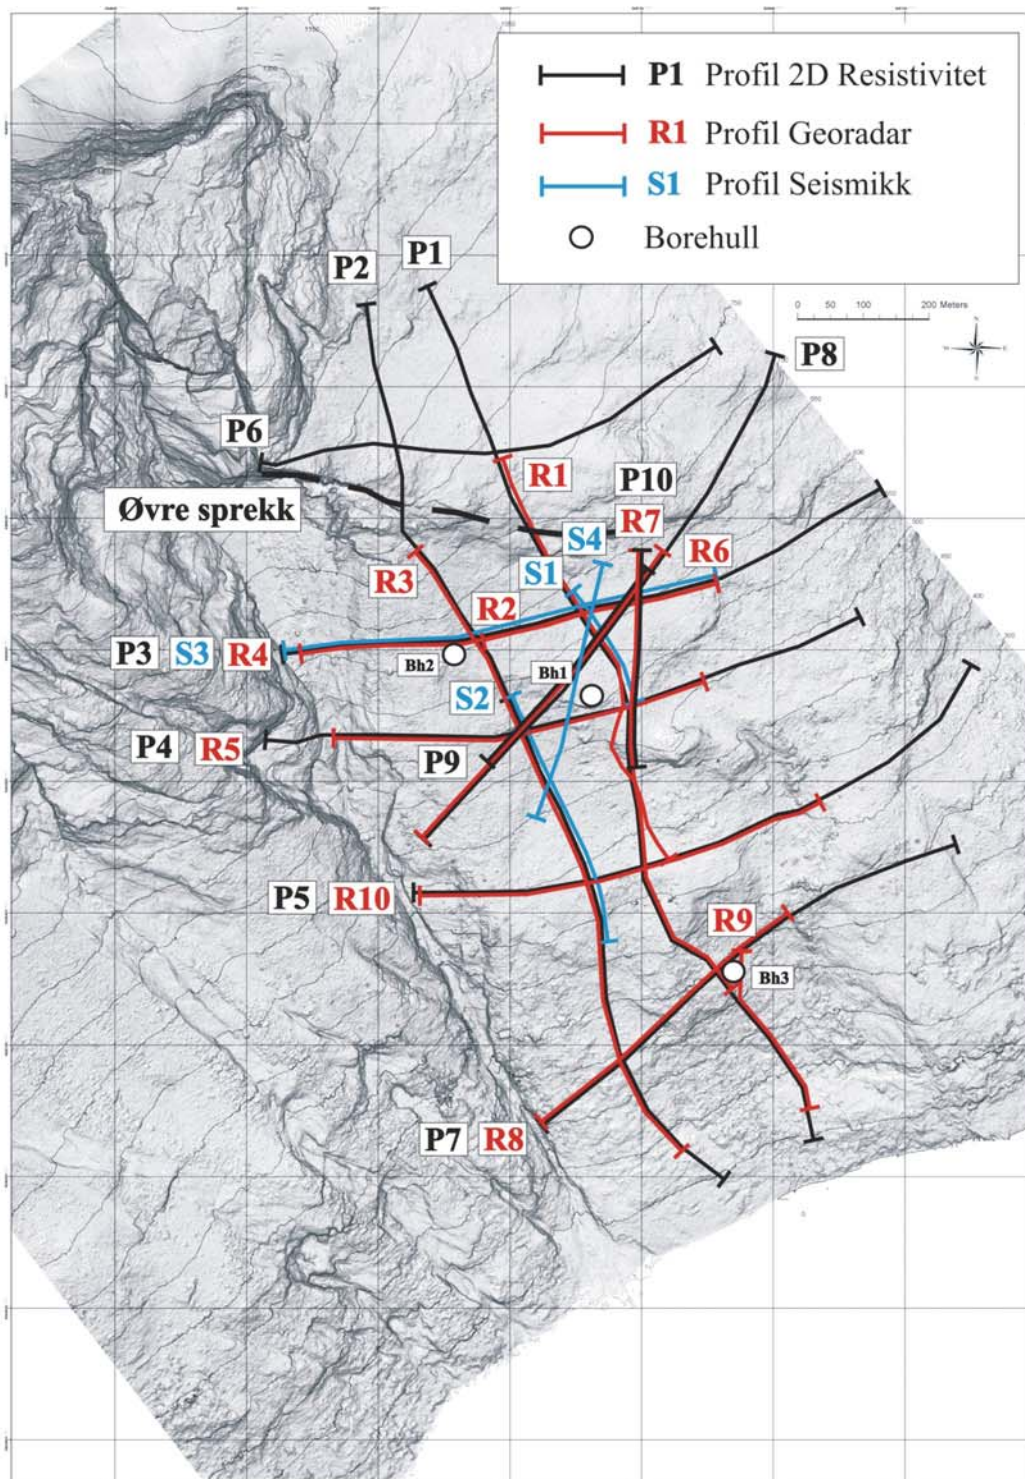 P1 Profil 2D Resistivitet
R1 Profil Georadar
S1 Profil Seismikk
Borehull
0 50 100 200 Meters
N
W E
S
P2
P1
P8
P6
R1
P10
Øvre sprekk
S4
R7
R6
S1
R3
R2
P3 S3 R4
Bh2
Bh1
S2
P4 R5
P9
P5 R10
R9
Bh3
P7 R8